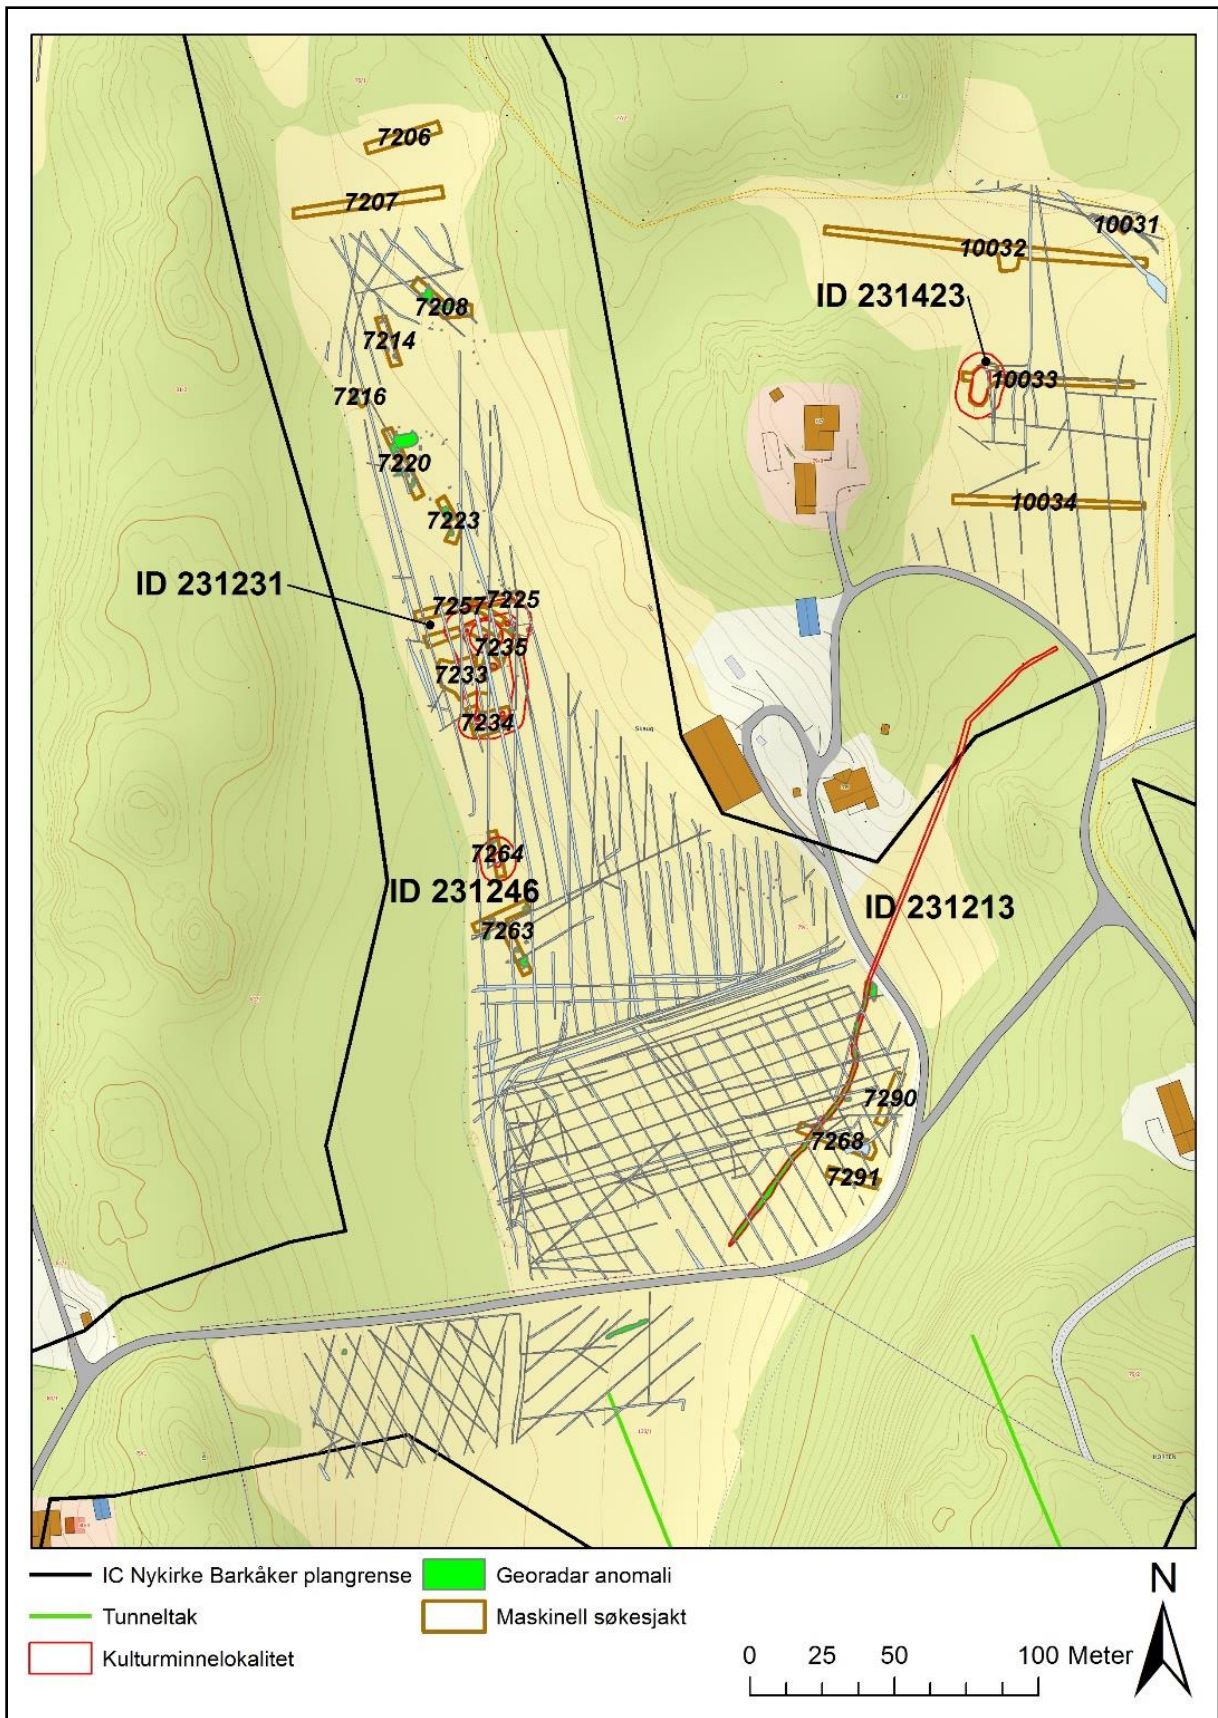 7206
7207
10031
10032
ID 231423
7208
7214
10033
7216
7220
10034
7223
ID 231231
7257
7225
7235
7233
7234
Skaug
7264
ID 231246
ID 231213
7263
7290
7268
7291
HORTEN
IC Nykirke Barkåker plangrense
Georadar anomali
Tunneltak
Maskinell søkesjakt
Kulturminnelokalitet
0 25 50 100 Meter
N